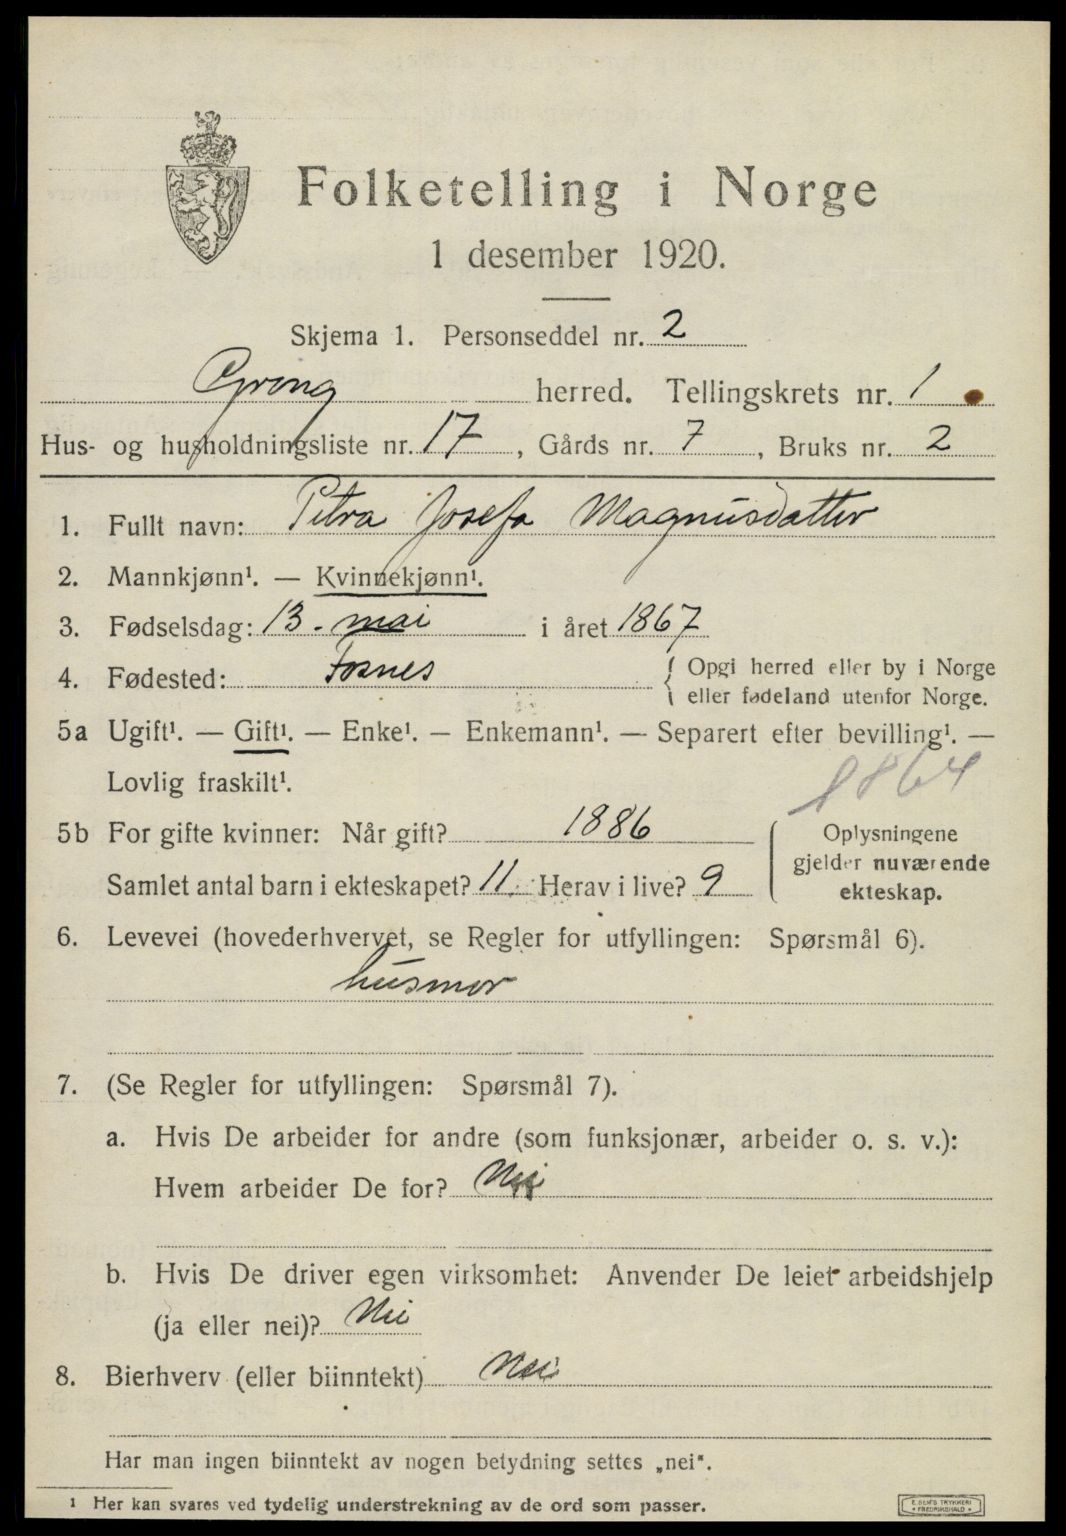 Folketelling i Norge
1 desember 1920.
Skjema 1. Personseddel nr. 2
Grong herred. Tellingskrets nr. 1
Hus- og husholdningsliste nr. 17, Gårds nr. 7, Bruks nr. 2
1. Fullt navn: Petra Josefa Magnusdatter
2. Mannkjønn¹. — Kvinnekjønn¹.
3. Fødselsdag: 13. mai i året 1867
4. Fødested: Fosnes { Opgi herred eller by i Norge
eller fødeland utenfor Norge.
5a Ugift¹. — Gift¹. — Enke¹. — Enkemann¹. — Separert efter bevilling¹. —
Lovlig fraskilt¹.
1864
5b For gifte kvinner: Når gift? 1886
Samlet antal barn i ekteskapet? 11. Herav i live? 9
Oplysningene
gjelder nuværende
ekteskap.
6. Levevei (hovederhvervet, se Regler for utfyllingen: Spørsmål 6).
husmor
7. (Se Regler for utfyllingen: Spørsmål 7).
a. Hvis De arbeider for andre (som funksjonær, arbeider o. s. v.):
Hvem arbeider De for? Nei
b. Hvis De driver egen virksomhet: Anvender De leiet arbeidshjelp
(ja eller nei)? Nei
8. Bierhverv (eller biinntekt) Nei
Har man ingen biinntekt av nogen betydning settes „nei".
¹ Her kan svares ved tydelig understrekning av de ord som passer.
E. SEM'S TRYKKERI
• FREDRIKSHALD •